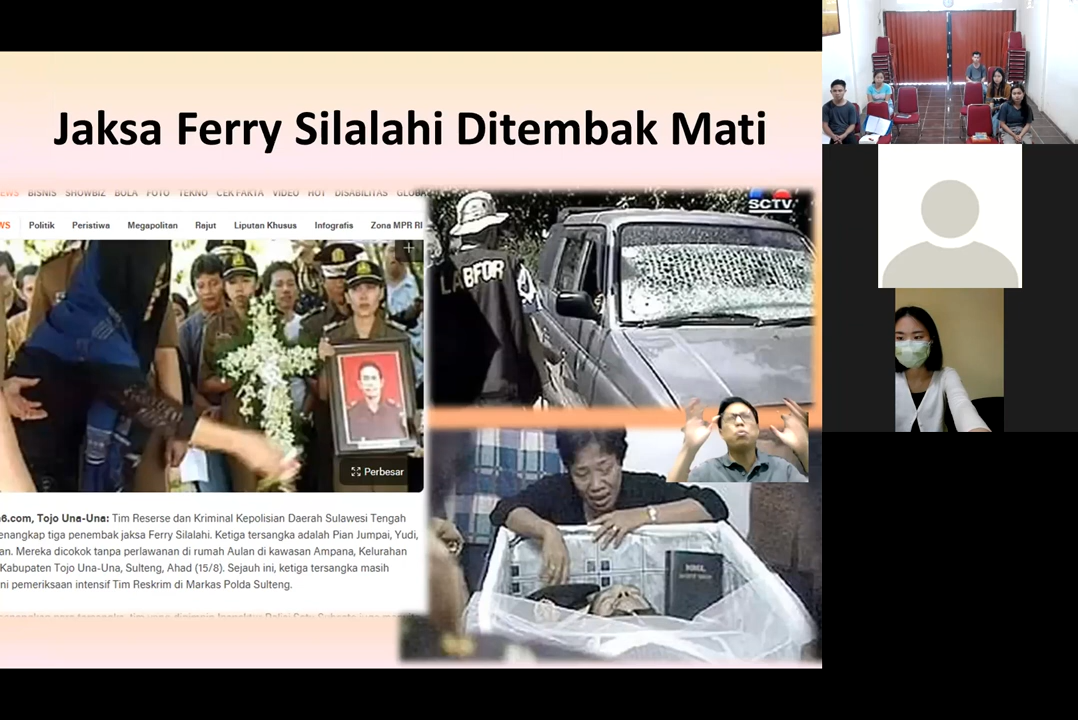 Jaksa Ferry Silalahi Ditembak Mati
EWS BISNIS SHOWBIZ BOLA FOTO TEKNO CEK FAKTA VIDEO HOT DISABILITAS GLOBAL
WS Politik Peristiwa Megapolitan Rajut Liputan Khusus Infografis Zona MPR RI
Perbesar
6.com, Tojo Una-Una: Tim Reserse dan Kriminal Kepolisian Daerah Sulawesi Tengah
enangkap tiga penembak jaksa Ferry Silalahi. Ketiga tersangka adalah Pian Jumpai, Yudi,
an. Mereka dicokok tanpa perlawanan di rumah Aulan di kawasan Ampana, Kelurahan
Kabupaten Tojo Una-Una, Sulteng, Ahad (15/8). Sejauh ini, ketiga tersangka masih
ni pemeriksaan intensif Tim Reskrim di Markas Polda Sulteng.
SCTV
LABFOR